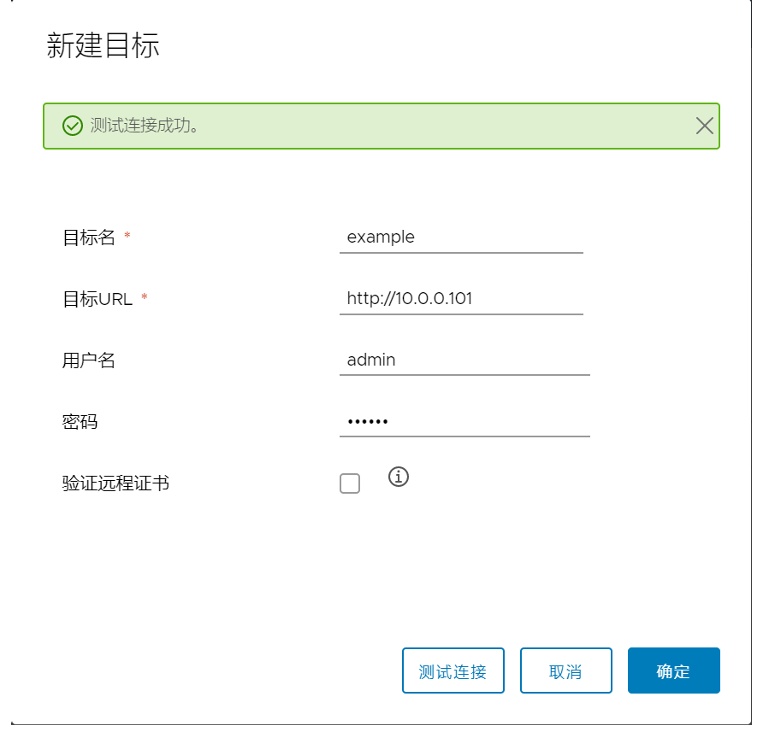 新建目标
测试连接成功。
目标名 * example
目标URL * http://10.0.0.101
用户名 admin
密码 ••••••
验证远程证书
测试连接 取消 确定